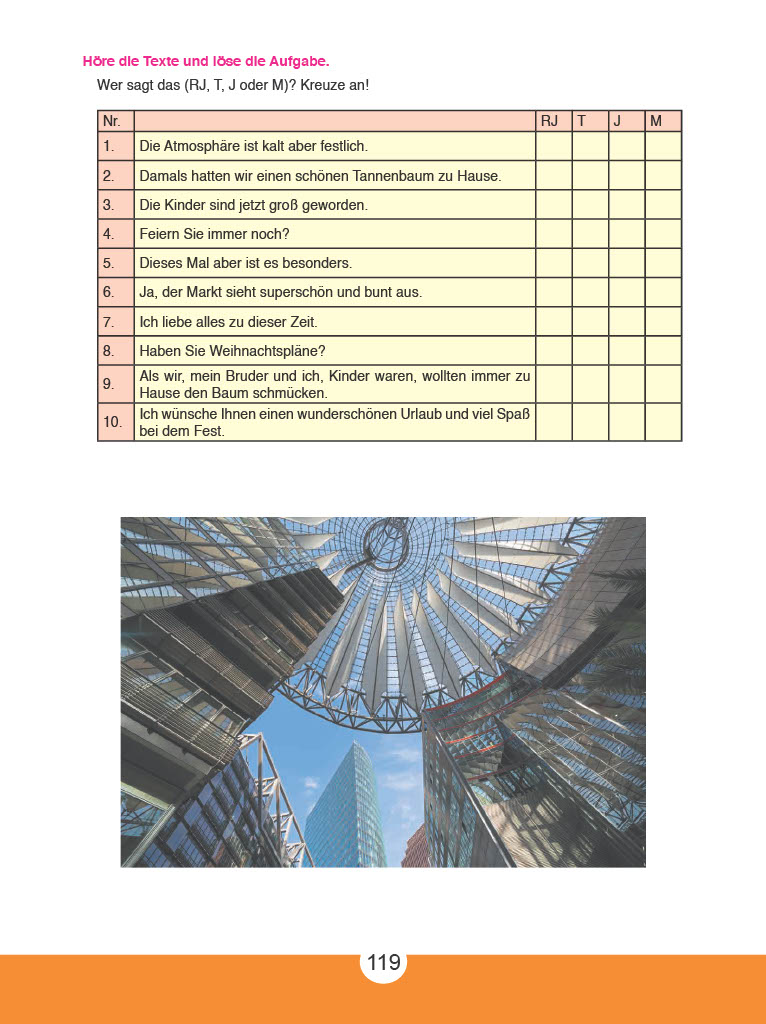 Höre die Texte und löse die Aufgabe.
Wer sagt das (RJ, T, J oder M)? Kreuze an!
Nr. RJ T J M
1. Die Atmosphäre ist kalt aber festlich.
2. Damals hatten wir einen schönen Tannenbaum zu Hause.
3. Die Kinder sind jetzt groß geworden.
4. Feiern Sie immer noch?
5. Dieses Mal aber ist es besonders.
6. Ja, der Markt sieht superschön und bunt aus.
7. Ich liebe alles zu dieser Zeit.
8. Haben Sie Weihnachtspläne?
9. Als wir, mein Bruder und ich, Kinder waren, wollten immer zu
Hause den Baum schmücken.
10. Ich wünsche Ihnen einen wunderschönen Urlaub und viel Spaß
bei dem Fest.
119